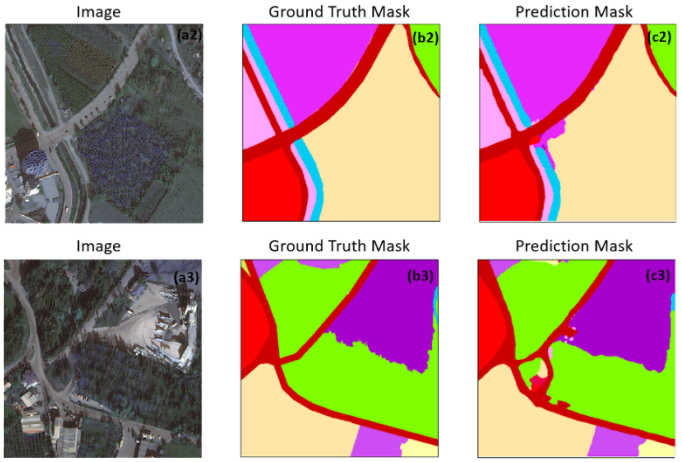 Image Ground Truth Mask Prediction Mask
(a2) (b2) (c2)
Image Ground Truth Mask Prediction Mask
(a3) (b3) (c3)